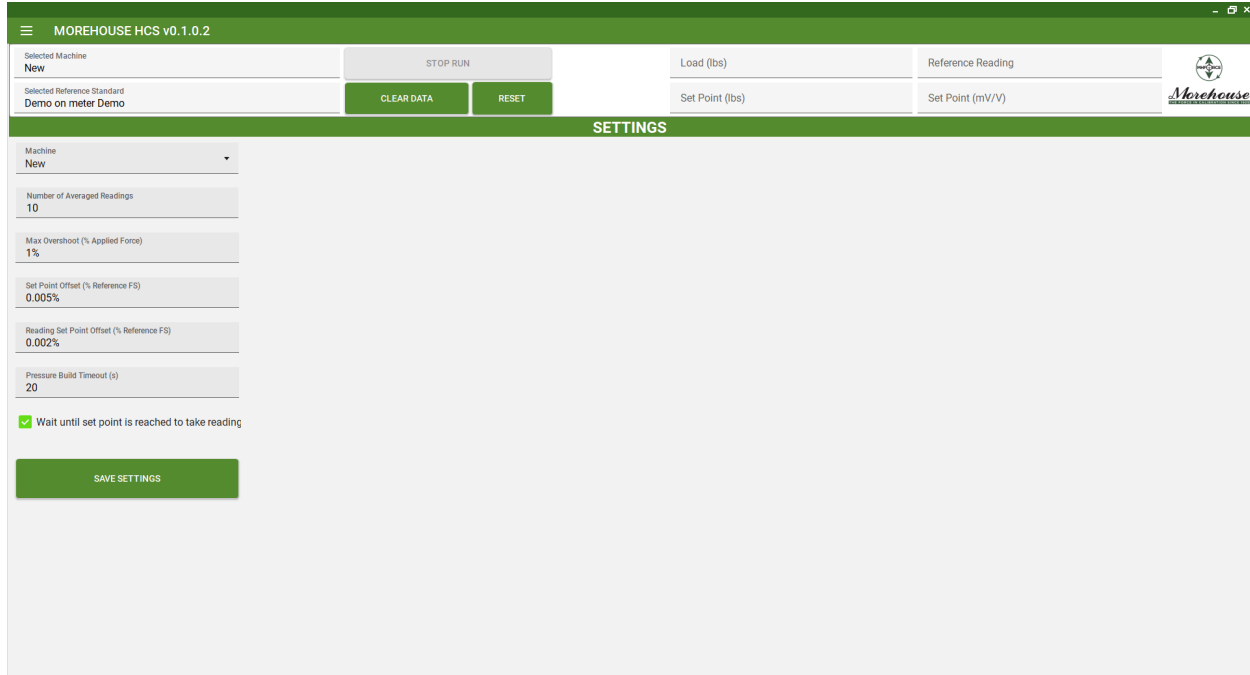 MOREHOUSE HCS v0.1.0.2
Selected Machine
New
STOP RUN
Load (lbs)
Reference Reading
Selected Reference Standard
Demo on meter Demo
CLEAR DATA
RESET
Set Point (lbs)
Set Point (mV/V)
Morehouse
SETTINGS
Machine
New
Number of Averaged Readings
10
Max Overshoot (% Applied Force)
1%
Set Point Offset (% Reference FS)
0.005%
Reading Set Point Offset (% Reference FS)
0.002%
Pressure Build Timeout (s)
20
Wait until set point is reached to take reading
SAVE SETTINGS